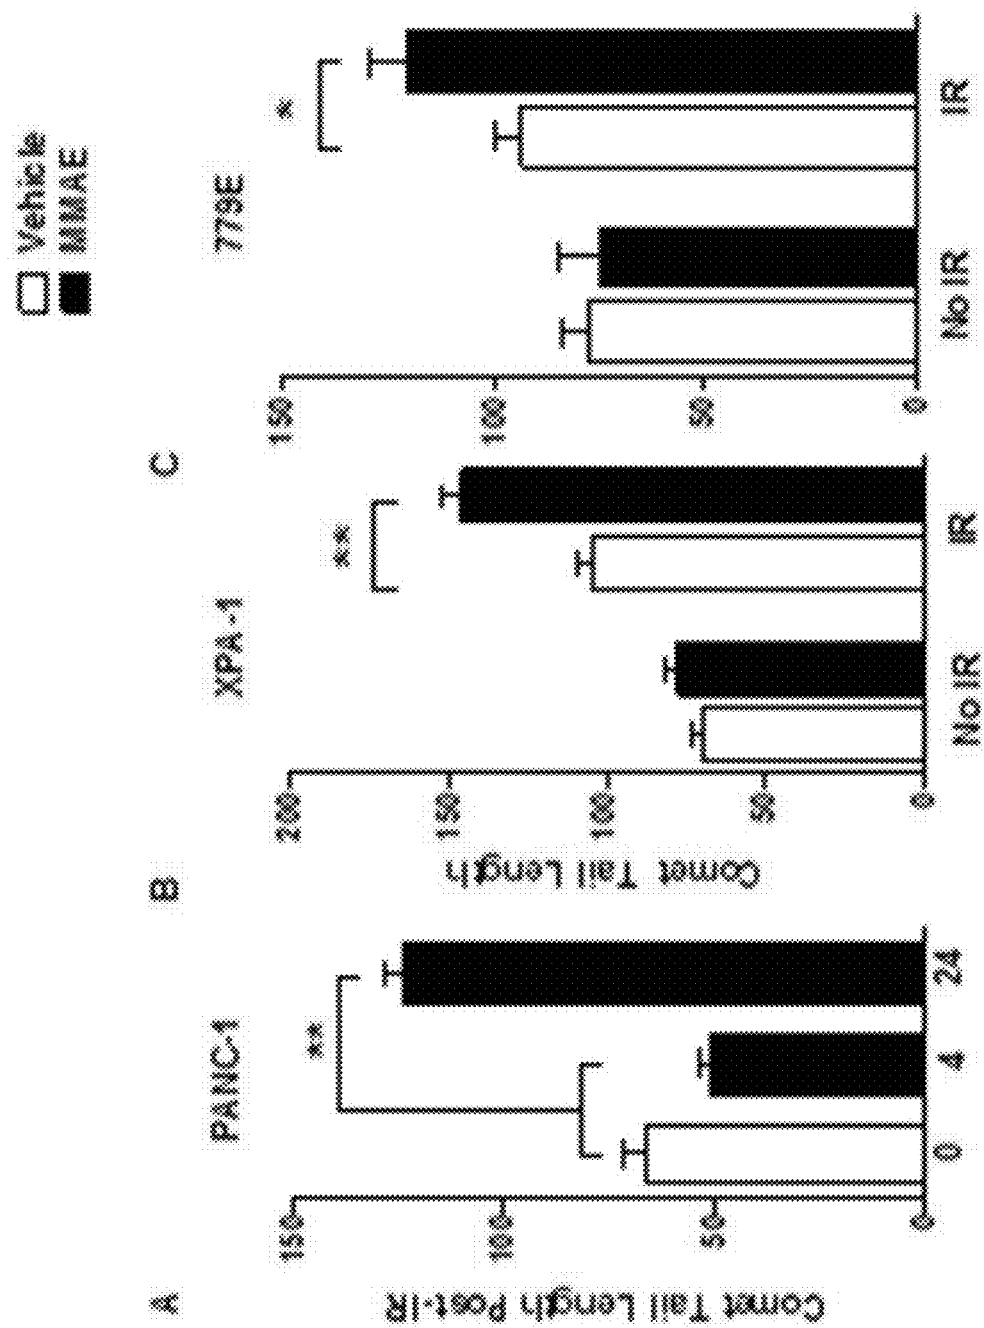 Vehicle
MMAE
A
PANC-1
Comet Tail Length Post-IR
150
100
50
0
**
0
4
24
B
XPA-1
Comet Tail Length
200
150
100
50
0
**
No IR
IR
C
779E
150
100
50
0
*
No IR
IR